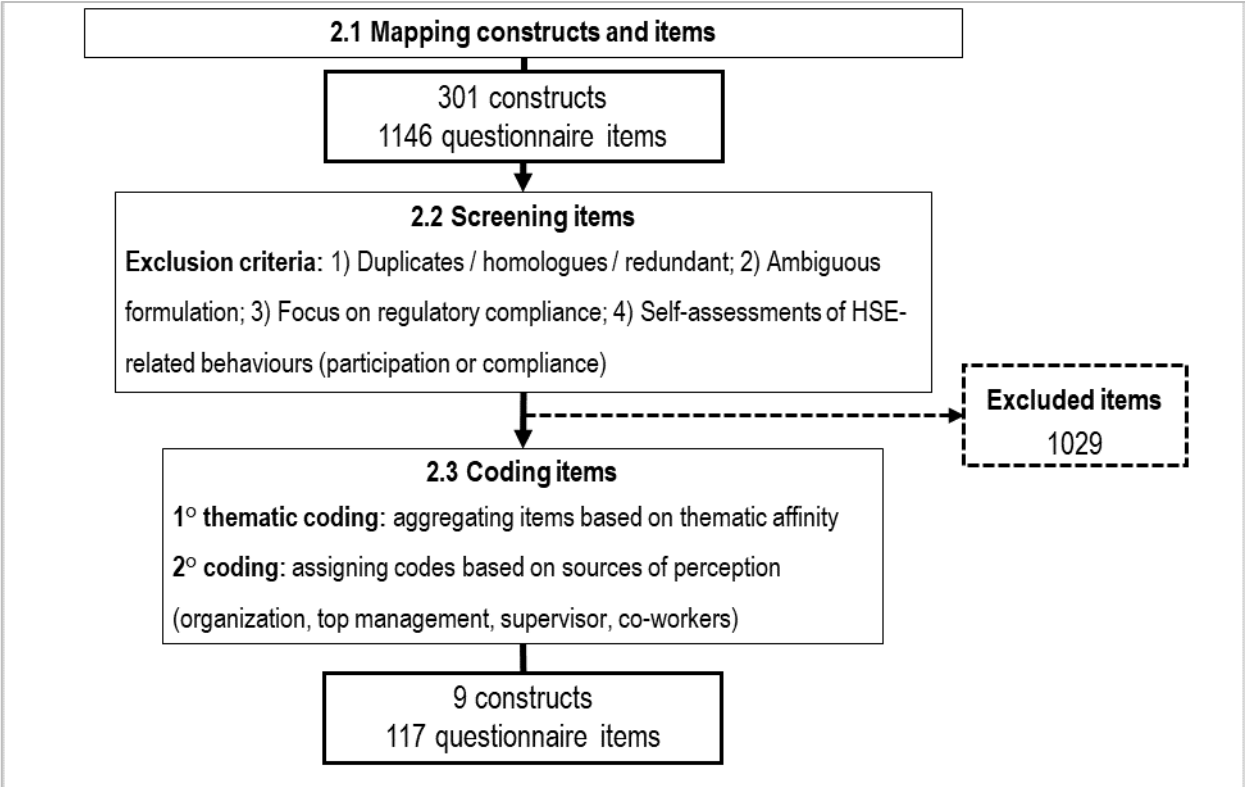 2.1 Mapping constructs and items
301 constructs
1146 questionnaire items
2.2 Screening items
Exclusion criteria: 1) Duplicates / homologues / redundant; 2) Ambiguous
formulation; 3) Focus on regulatory compliance; 4) Self-assessments of HSE-
related behaviours (participation or compliance)
Excluded items
1029
2.3 Coding items
1º thematic coding: aggregating items based on thematic affinity
2º coding: assigning codes based on sources of perception
(organization, top management, supervisor, co-workers)
9 constructs
117 questionnaire items